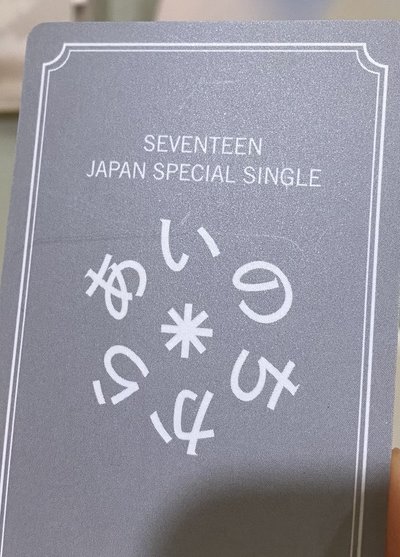 SEVENTEEN
JAPAN SPECIAL SINGLE
あいのちから